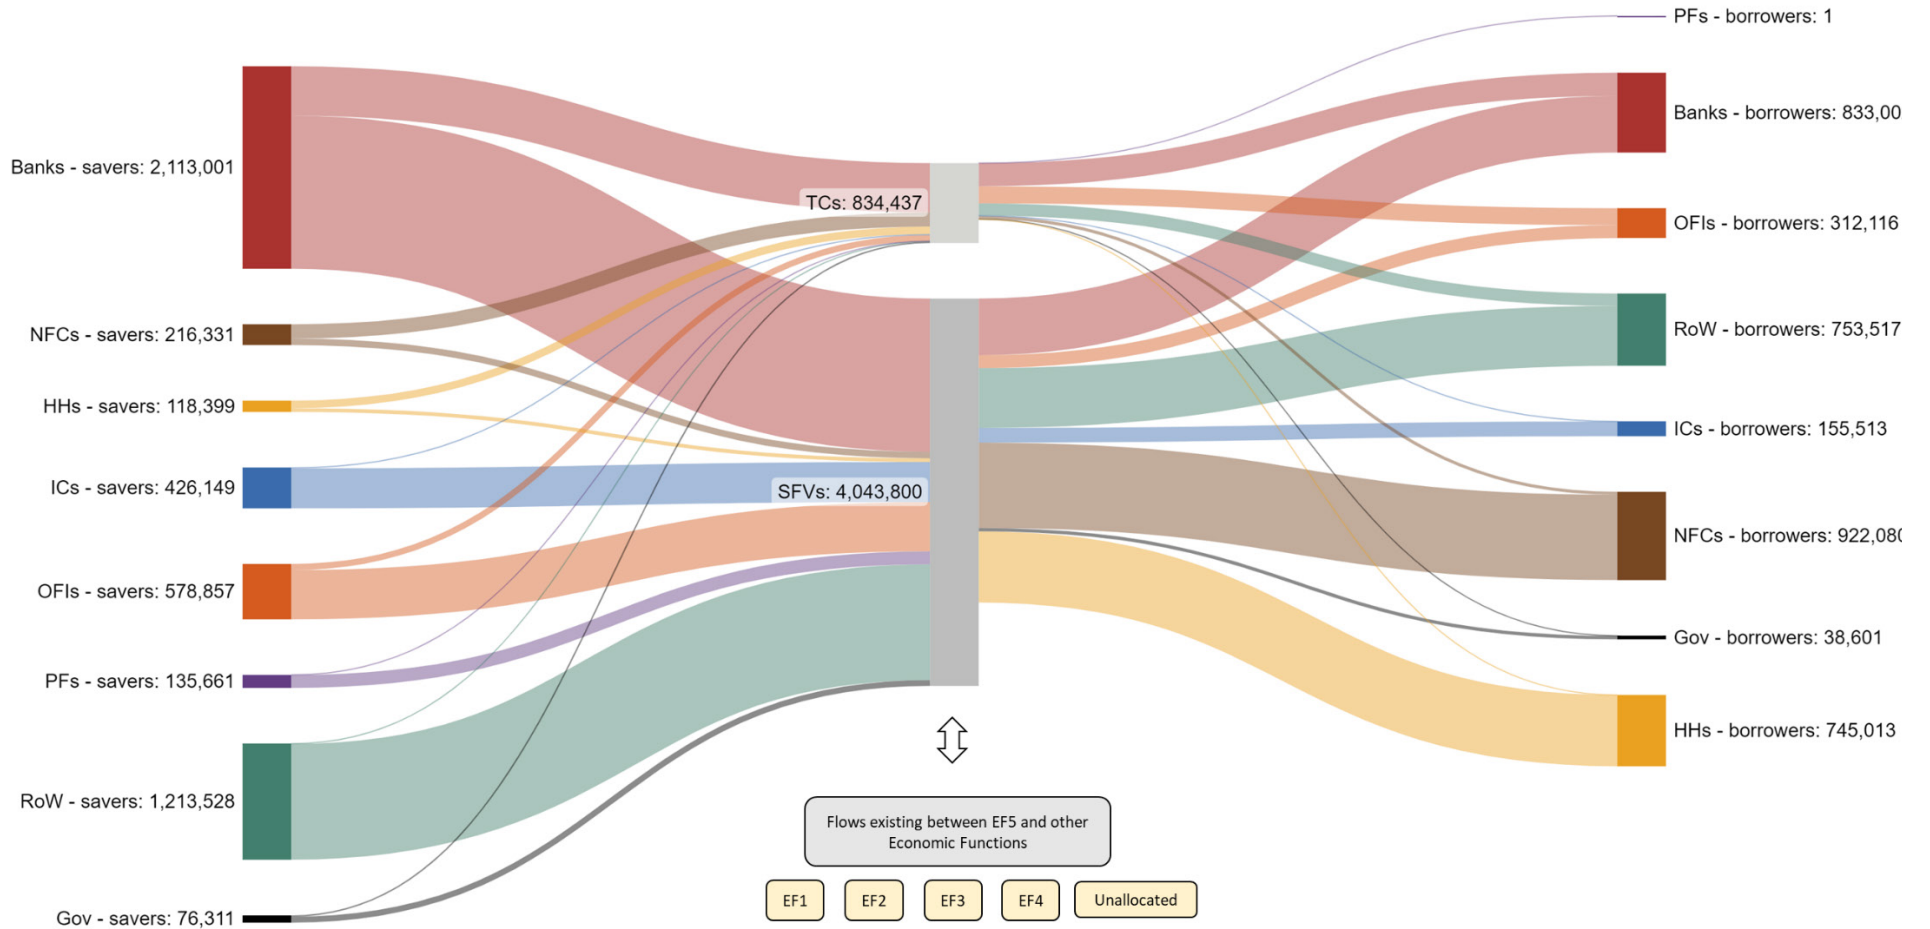 PFs - borrowers: 1
Banks - savers: 2,113,001
Banks - borrowers: 833,00
TCs: 834,437
OFIs - borrowers: 312,116
NFCs - savers: 216,331
RoW - borrowers: 753,517
HHs - savers: 118,399
ICs - borrowers: 155,513
ICs - savers: 426,149
SFVs: 4,043,800
NFCs - borrowers: 922,080
OFIs - savers: 578,857
Gov - borrowers: 38,601
PFs - savers: 135,661
HHs - borrowers: 745,013
RoW - savers: 1,213,528
Flows existing between EF5 and other
Economic Functions
EF1
EF2
EF3
EF4
Unallocated
Gov - savers: 76,311